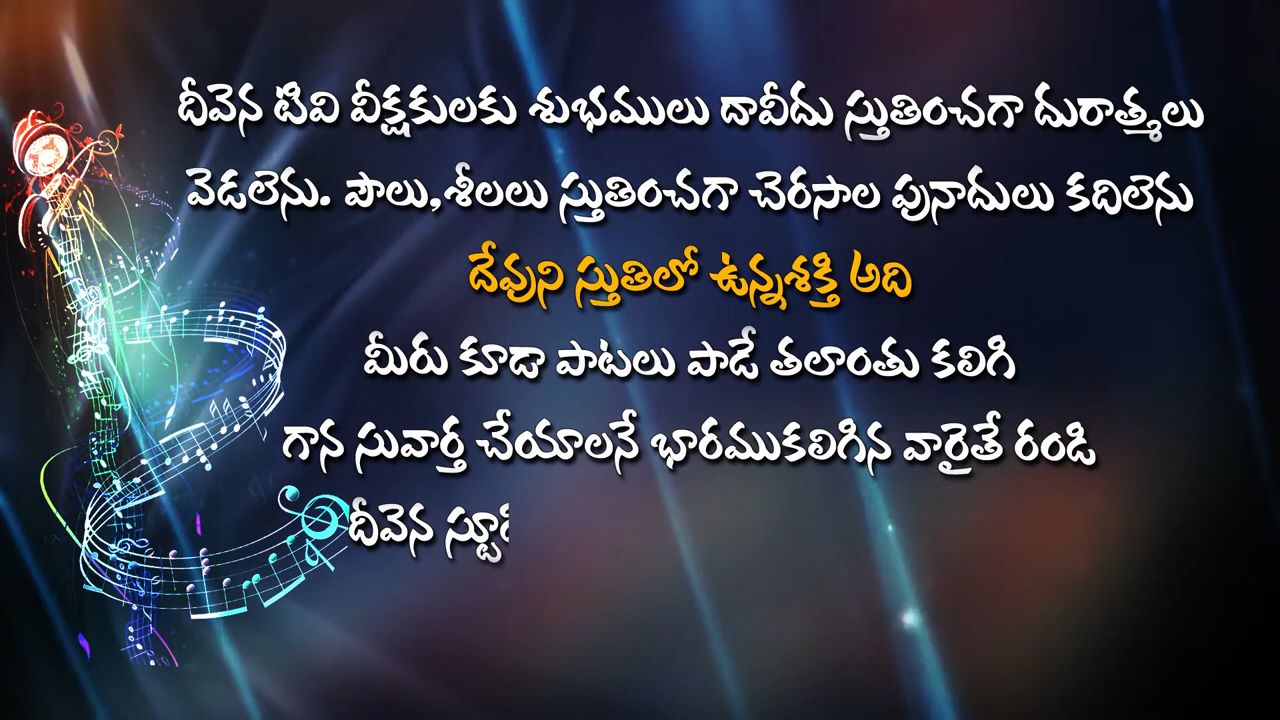 దీవెన టివి వీక్షకులకు శుభములు దావీదు స్తుతించగా దురాత్మలు
వెడలెను. పౌలు,శీలలు స్తుతించగా చెరసాల పునాదులు కదిలెను
దేవుని స్తుతిలో ఉన్నశక్తి అది
మీరు కూడా పాటలు పాడే తలాంతు కలిగి
గాన సువార్త చేయాలనే భారముకలిగిన వారైతే రండి
దీవెన